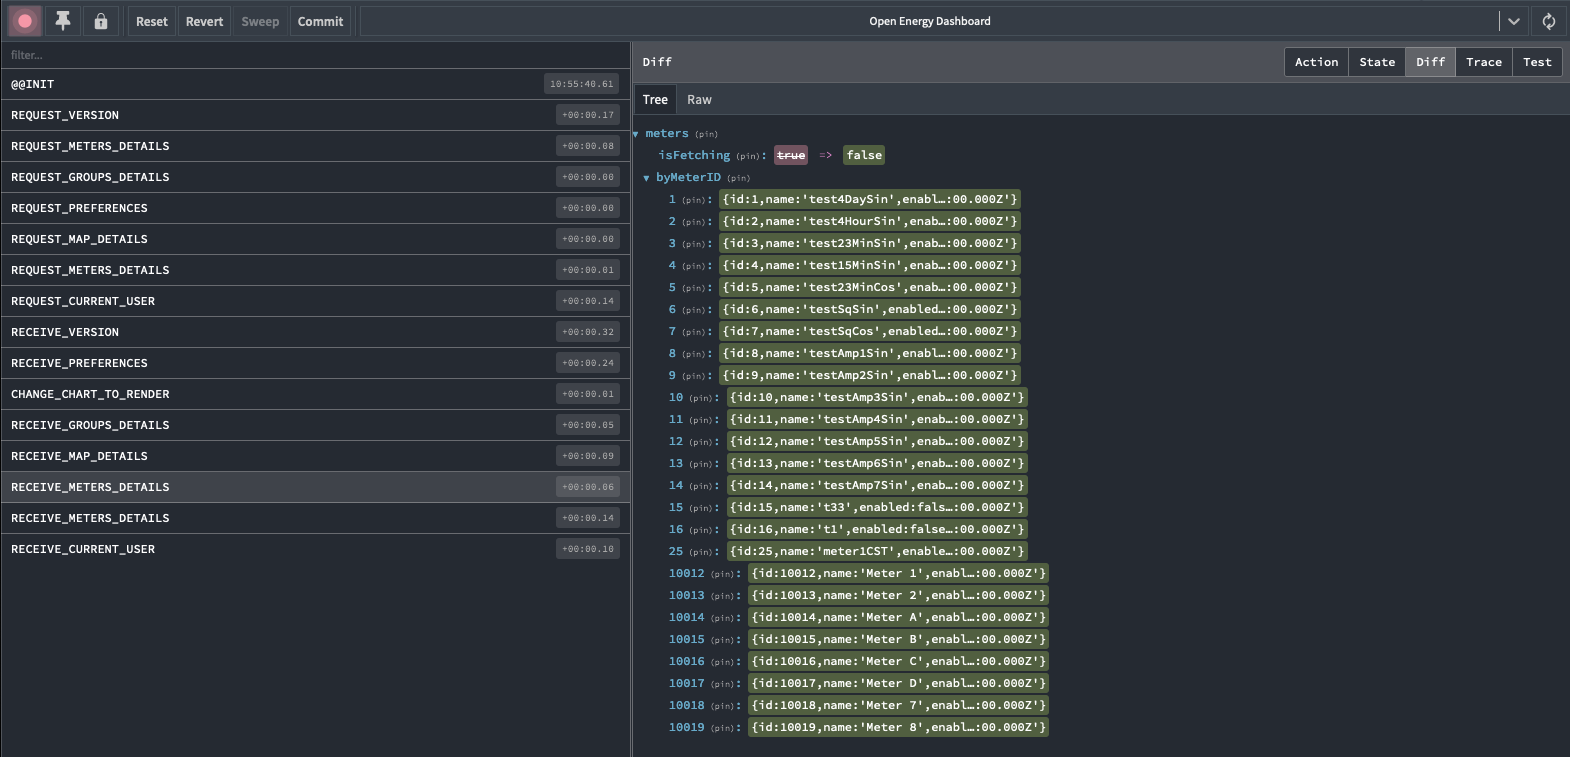 Reset Revert Sweep Commit Open Energy Dashboard
filter...
@@INIT 10:55:40.61
REQUEST_VERSION +00:00.17
REQUEST_METERS_DETAILS +00:00.08
REQUEST_GROUPS_DETAILS +00:00.00
REQUEST_PREFERENCES +00:00.00
REQUEST_MAP_DETAILS +00:00.00
REQUEST_METERS_DETAILS +00:00.01
REQUEST_CURRENT_USER +00:00.14
RECEIVE_VERSION +00:00.32
RECEIVE_PREFERENCES +00:00.24
CHANGE_CHART_TO_RENDER +00:00.01
RECEIVE_GROUPS_DETAILS +00:00.05
RECEIVE_MAP_DETAILS +00:00.09
RECEIVE_METERS_DETAILS +00:00.06
RECEIVE_METERS_DETAILS +00:00.14
RECEIVE_CURRENT_USER +00:00.10
Diff Action State Diff Trace Test
Tree Raw
▼ meters (pin)
isFetching (pin): true => false
▼ byMeterID (pin)
1 (pin): {id:1,name:'test4DaySin',enabl…:00.000Z'}
2 (pin): {id:2,name:'test4HourSin',enab…:00.000Z'}
3 (pin): {id:3,name:'test23MinSin',enab…:00.000Z'}
4 (pin): {id:4,name:'test15MinSin',enab…:00.000Z'}
5 (pin): {id:5,name:'test23MinCos',enab…:00.000Z'}
6 (pin): {id:6,name:'testSqSin',enabled…:00.000Z'}
7 (pin): {id:7,name:'testSqCos',enabled…:00.000Z'}
8 (pin): {id:8,name:'testAmp1Sin',enabl…:00.000Z'}
9 (pin): {id:9,name:'testAmp2Sin',enabl…:00.000Z'}
10 (pin): {id:10,name:'testAmp3Sin',enab…:00.000Z'}
11 (pin): {id:11,name:'testAmp4Sin',enab…:00.000Z'}
12 (pin): {id:12,name:'testAmp5Sin',enab…:00.000Z'}
13 (pin): {id:13,name:'testAmp6Sin',enab…:00.000Z'}
14 (pin): {id:14,name:'testAmp7Sin',enab…:00.000Z'}
15 (pin): {id:15,name:'t33',enabled:fals…:00.000Z'}
16 (pin): {id:16,name:'t1',enabled:false…:00.000Z'}
25 (pin): {id:25,name:'meter1CST',enable…:00.000Z'}
10012 (pin): {id:10012,name:'Meter 1',enabl…:00.000Z'}
10013 (pin): {id:10013,name:'Meter 2',enabl…:00.000Z'}
10014 (pin): {id:10014,name:'Meter A',enabl…:00.000Z'}
10015 (pin): {id:10015,name:'Meter B',enabl…:00.000Z'}
10016 (pin): {id:10016,name:'Meter C',enabl…:00.000Z'}
10017 (pin): {id:10017,name:'Meter D',enabl…:00.000Z'}
10018 (pin): {id:10018,name:'Meter 7',enabl…:00.000Z'}
10019 (pin): {id:10019,name:'Meter 8',enabl…:00.000Z'}